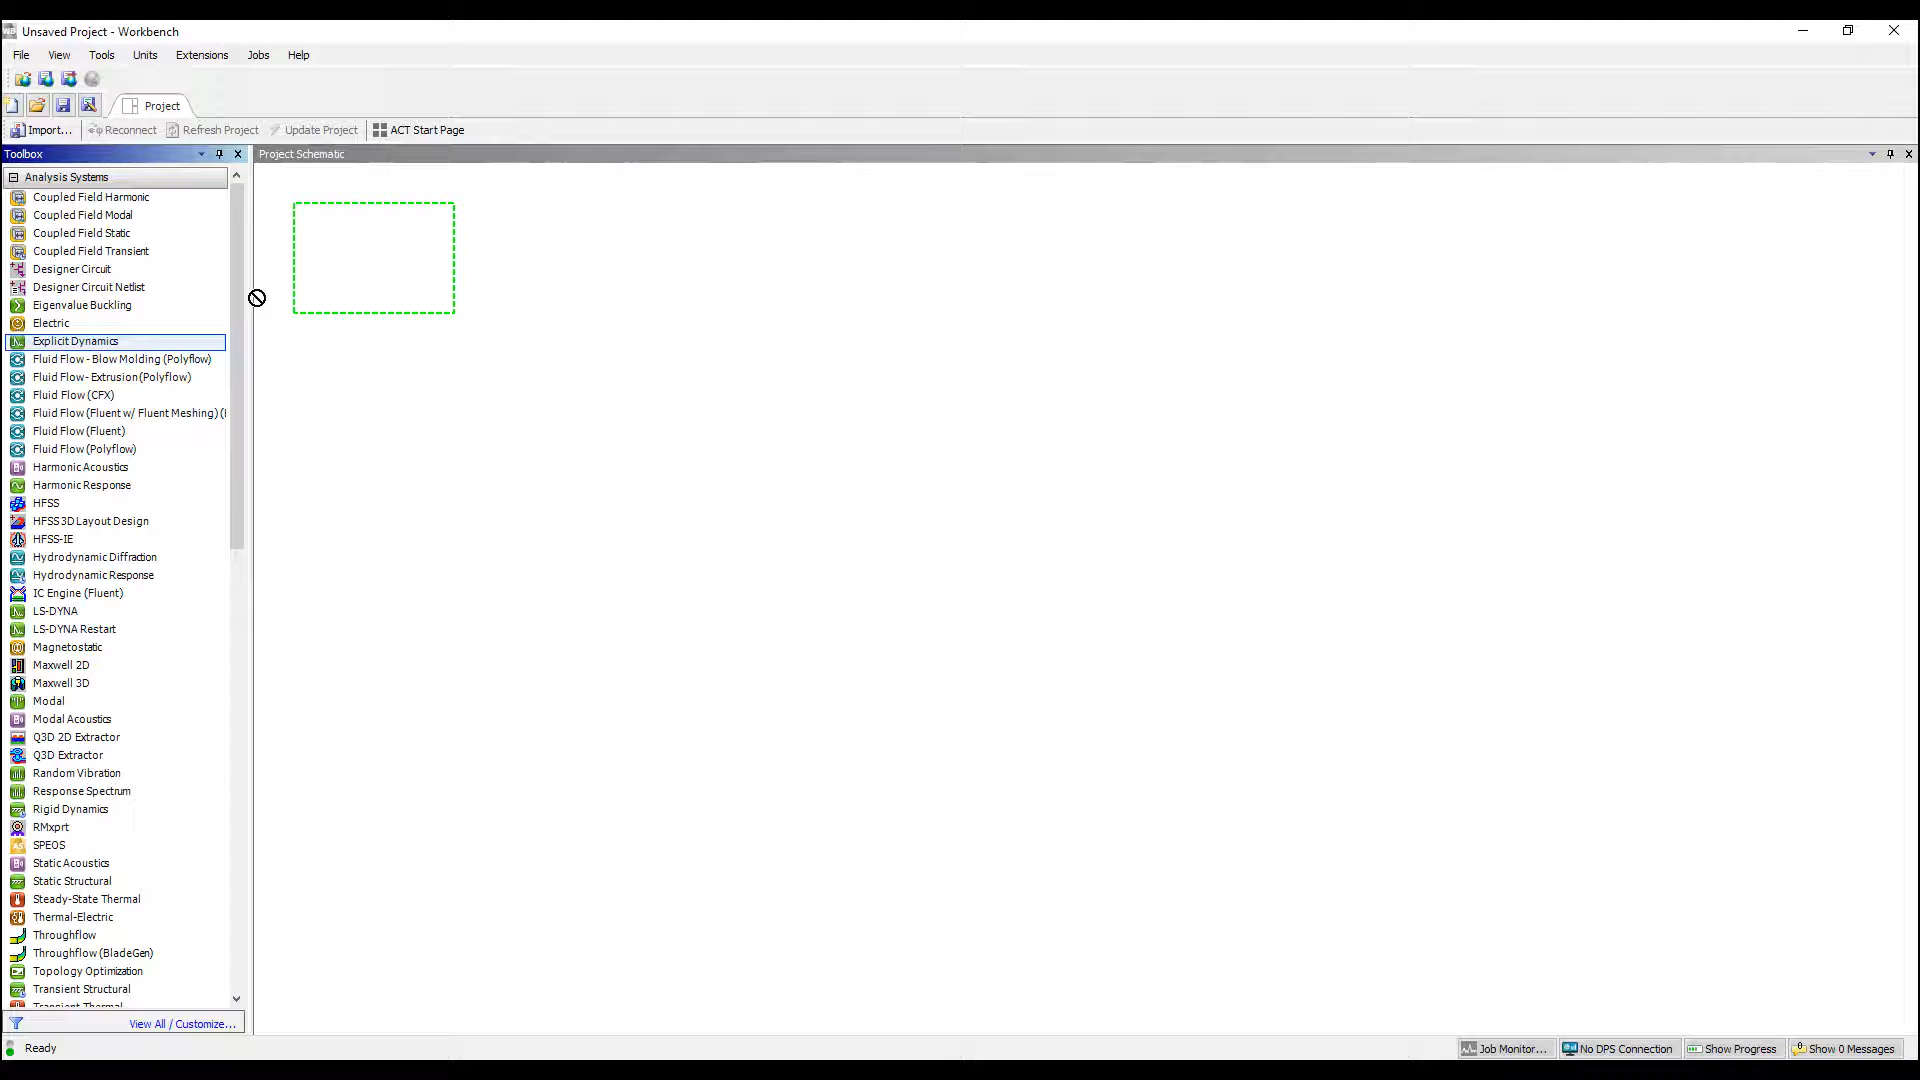 Unsaved Project - Workbench
File View Tools Units Extensions Jobs Help
Project
Import... Reconnect Refresh Project Update Project ACT Start Page
Toolbox
Project Schematic
Analysis Systems
Coupled Field Harmonic
Coupled Field Modal
Coupled Field Static
Coupled Field Transient
Designer Circuit
Designer Circuit Netlist
Eigenvalue Buckling
Electric
Explicit Dynamics
Fluid Flow - Blow Molding (Polyflow)
Fluid Flow- Extrusion (Polyflow)
Fluid Flow (CFX)
Fluid Flow (Fluent w/ Fluent Meshing) (
Fluid Flow (Fluent)
Fluid Flow (Polyflow)
Harmonic Acoustics
Harmonic Response
HFSS
HFSS 3D Layout Design
HFSS-IE
Hydrodynamic Diffraction
Hydrodynamic Response
IC Engine (Fluent)
LS-DYNA
LS-DYNA Restart
Magnetostatic
Maxwell 2D
Maxwell 3D
Modal
Modal Acoustics
Q3D 2D Extractor
Q3D Extractor
Random Vibration
Response Spectrum
Rigid Dynamics
RMxprt
SPEOS
Static Acoustics
Static Structural
Steady-State Thermal
Thermal-Electric
Throughflow
Throughflow (BladeGen)
Topology Optimization
Transient Structural
Transient Thermal
View All / Customize...
Ready
Job Monitor... No DPS Connection Show Progress Show 0 Messages